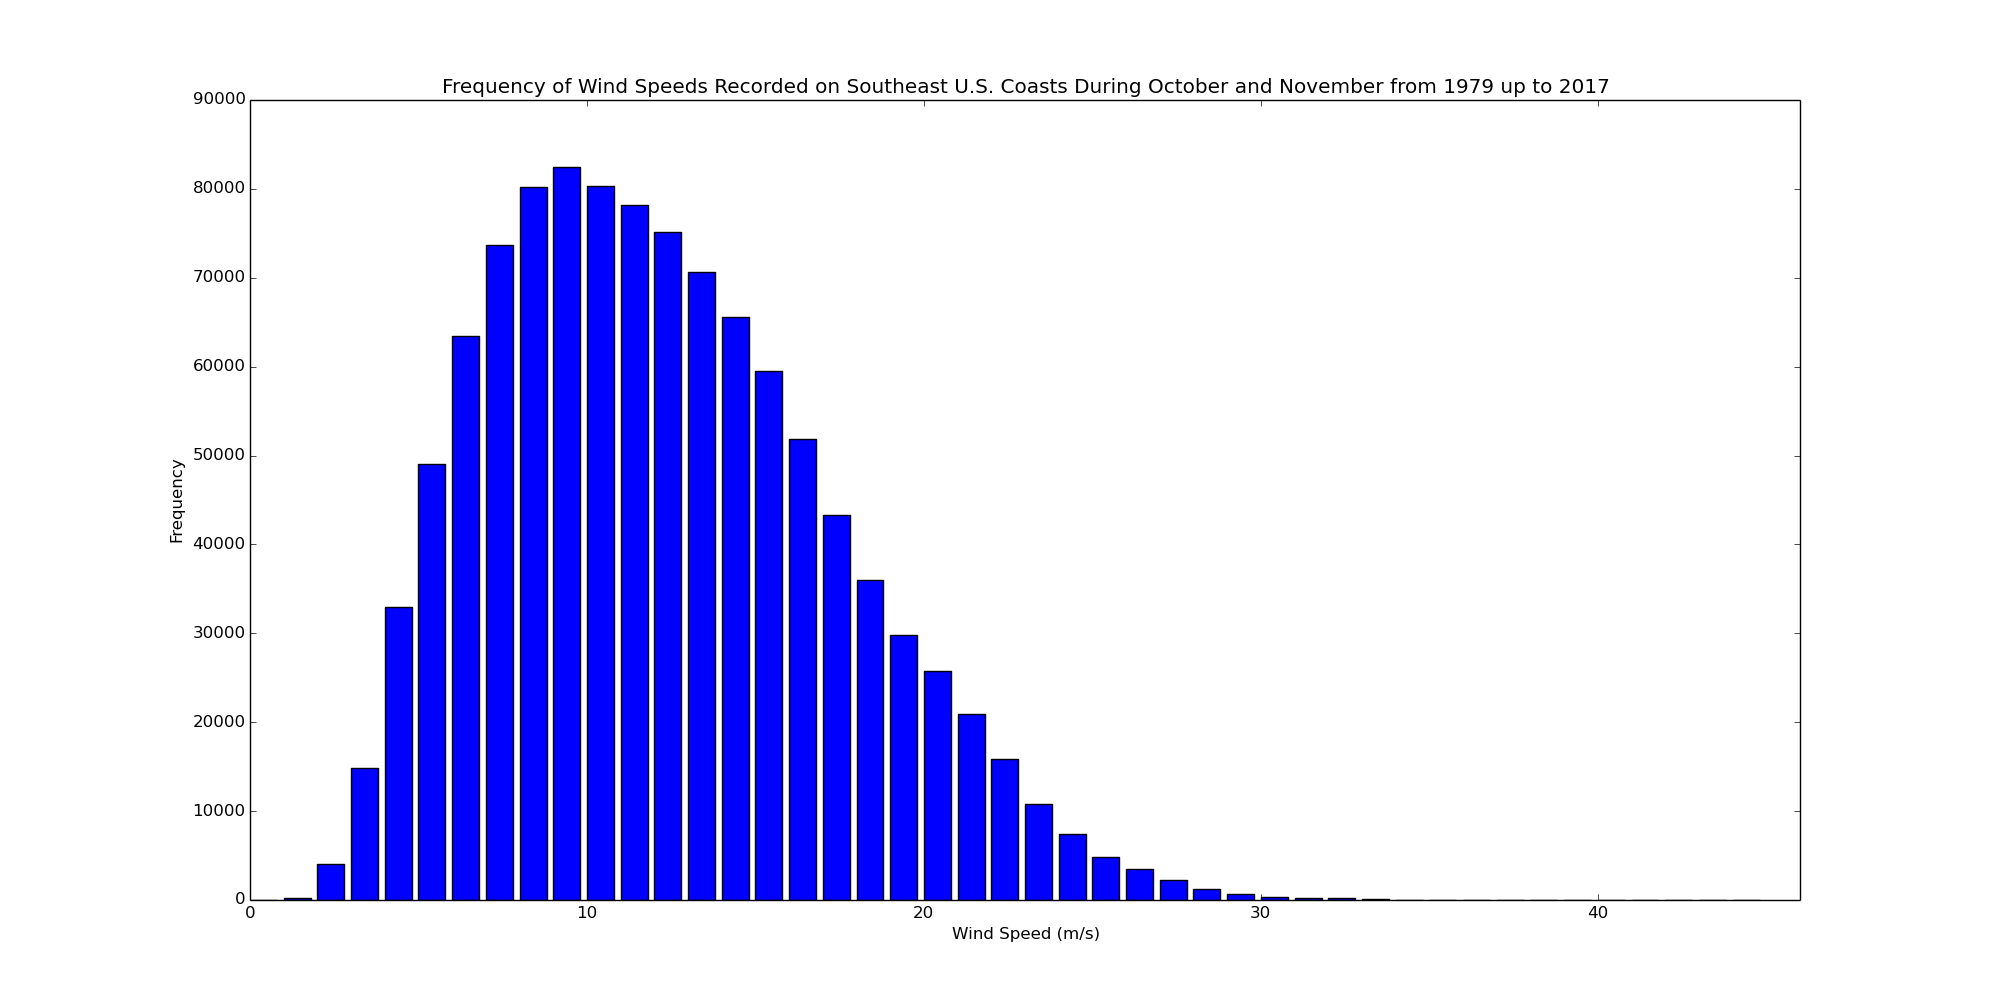 Frequency of Wind Speeds Recorded on Southeast U.S. Coasts During October and November from 1979 up to 2017
90000
80000
70000
60000
50000
40000
30000
20000
10000
0
Frequency
0 10 20 30 40
Wind Speed (m/s)